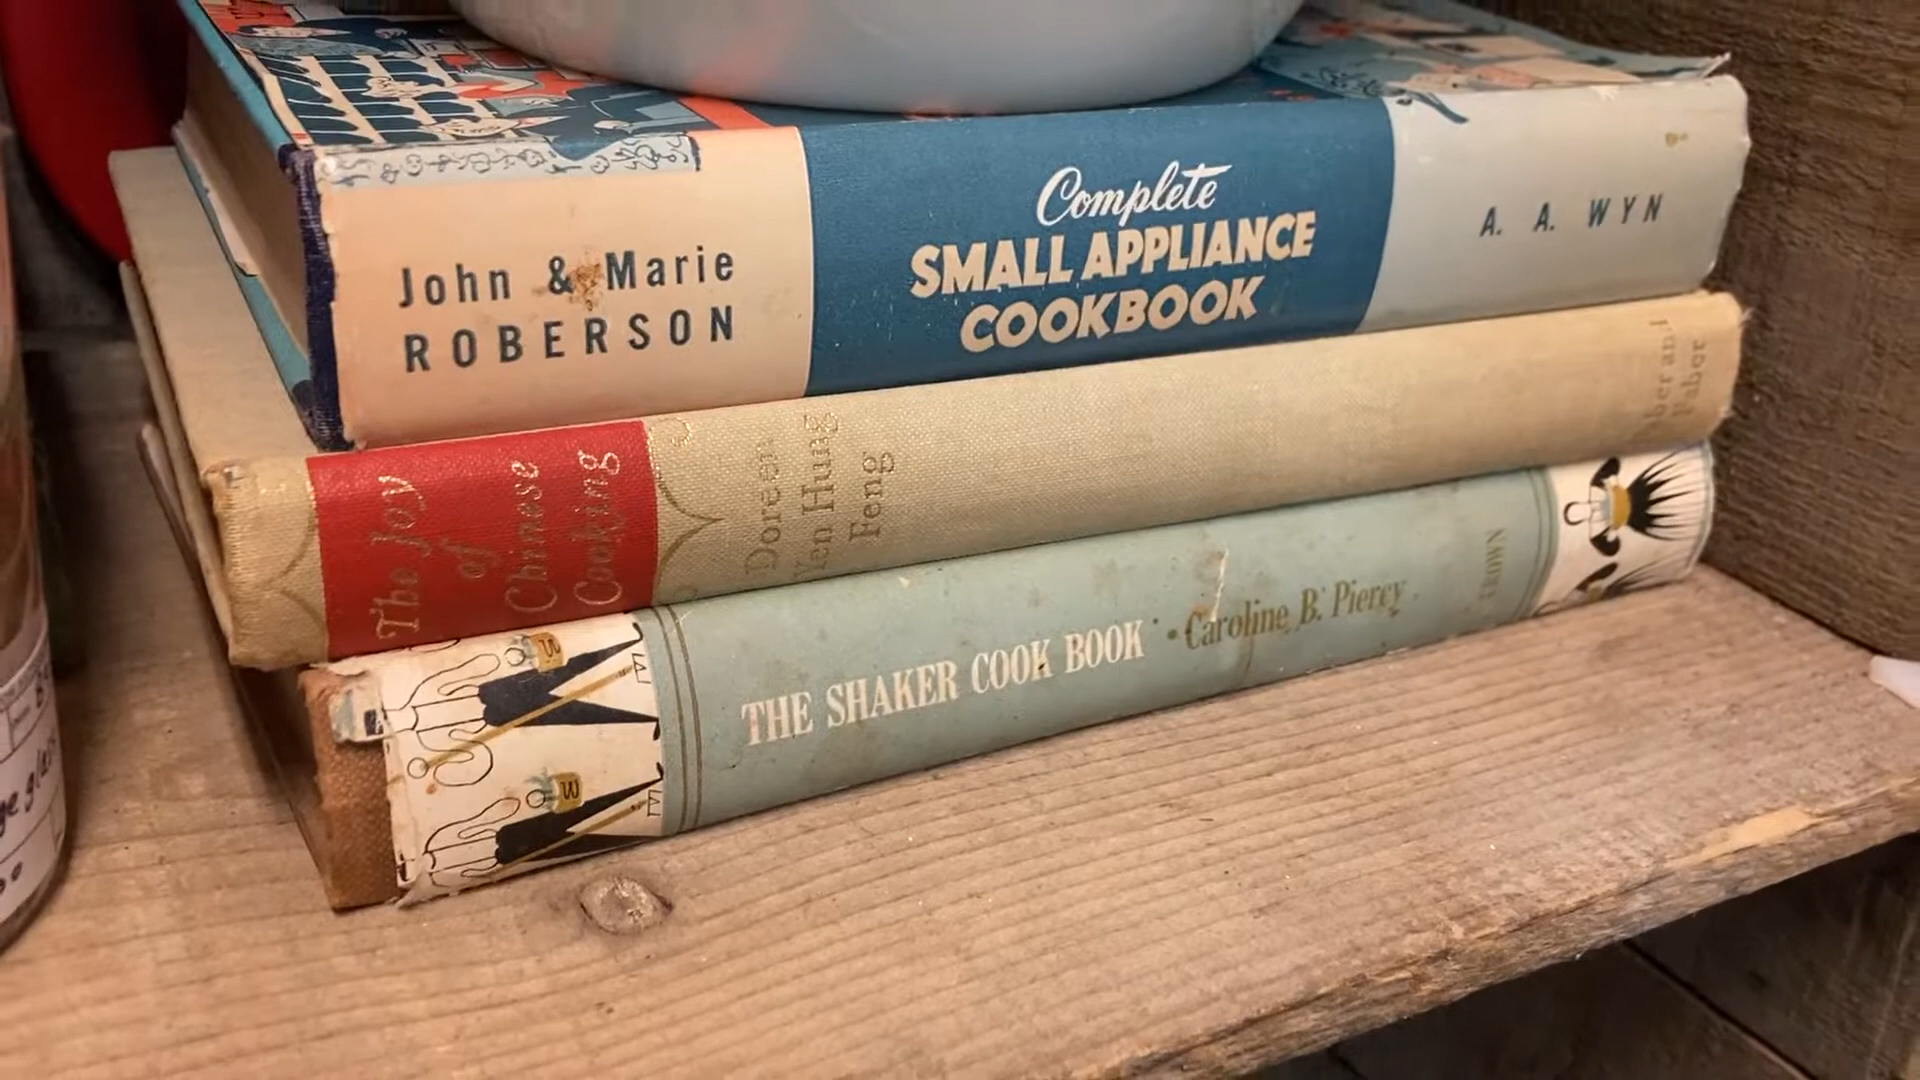 John & Marie
ROBERSON
Complete
SMALL APPLIANCE
COOKBOOK
A. A. WYN
The Joy
of
Chinese
Cooking
Doreen
Yen Hung
Feng
and
Faber
THE SHAKER COOK BOOK • Caroline B. Piercy
CROWN